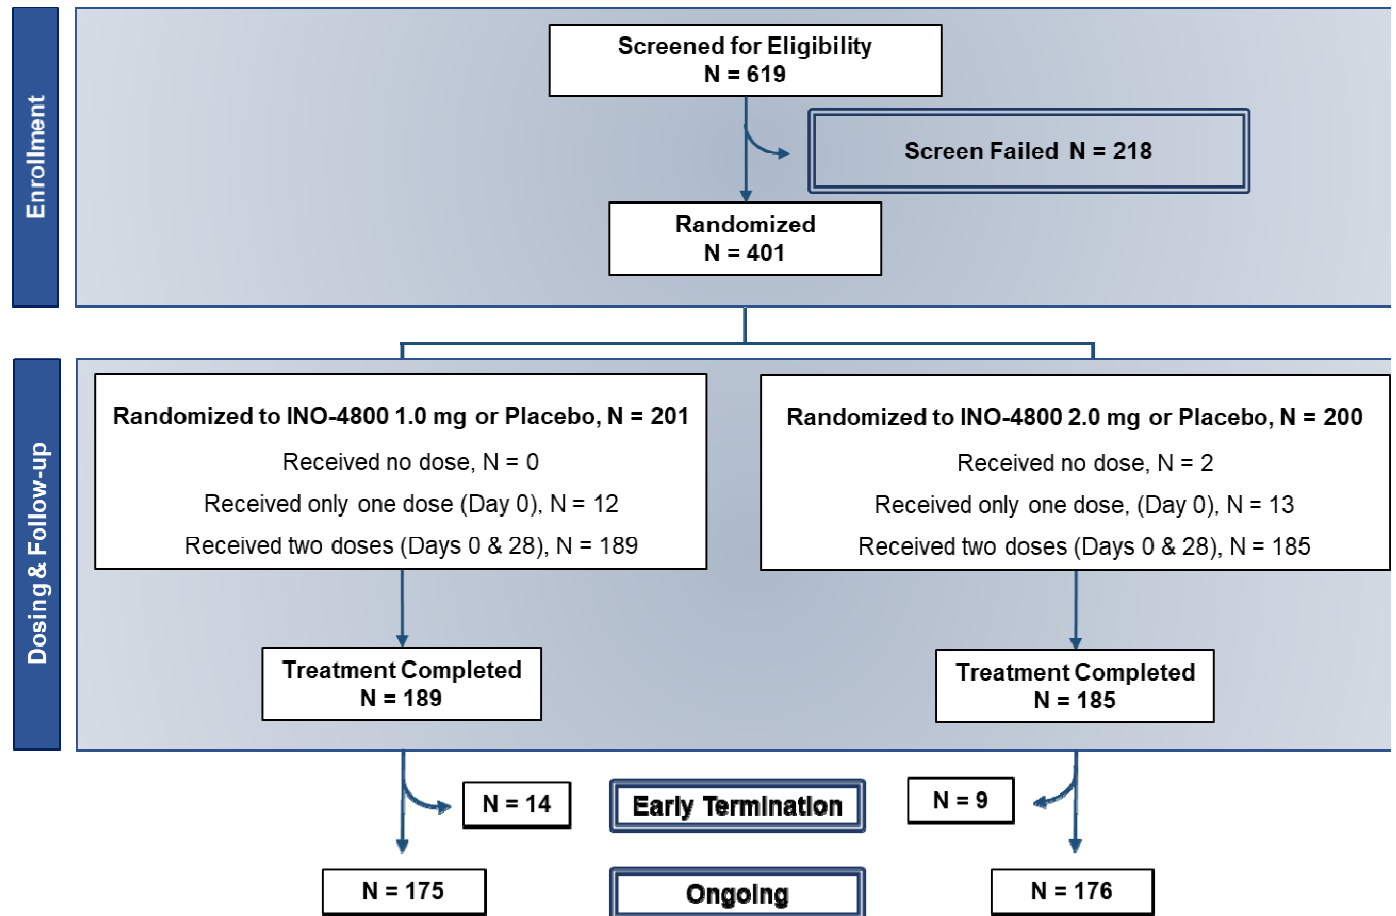 Enrollment
Screened for Eligibility
N = 619
Screen Failed N = 218
Randomized
N = 401
Dosing & Follow-up
Randomized to INO-4800 1.0 mg or Placebo, N = 201
Received no dose, N = 0
Received only one dose (Day 0), N = 12
Received two doses (Days 0 & 28), N = 189
Randomized to INO-4800 2.0 mg or Placebo, N = 200
Received no dose, N = 2
Received only one dose, (Day 0), N = 13
Received two doses (Days 0 & 28), N = 185
Treatment Completed
N = 189
Treatment Completed
N = 185
N = 14
Early Termination
N = 9
N = 175
Ongoing
N = 176